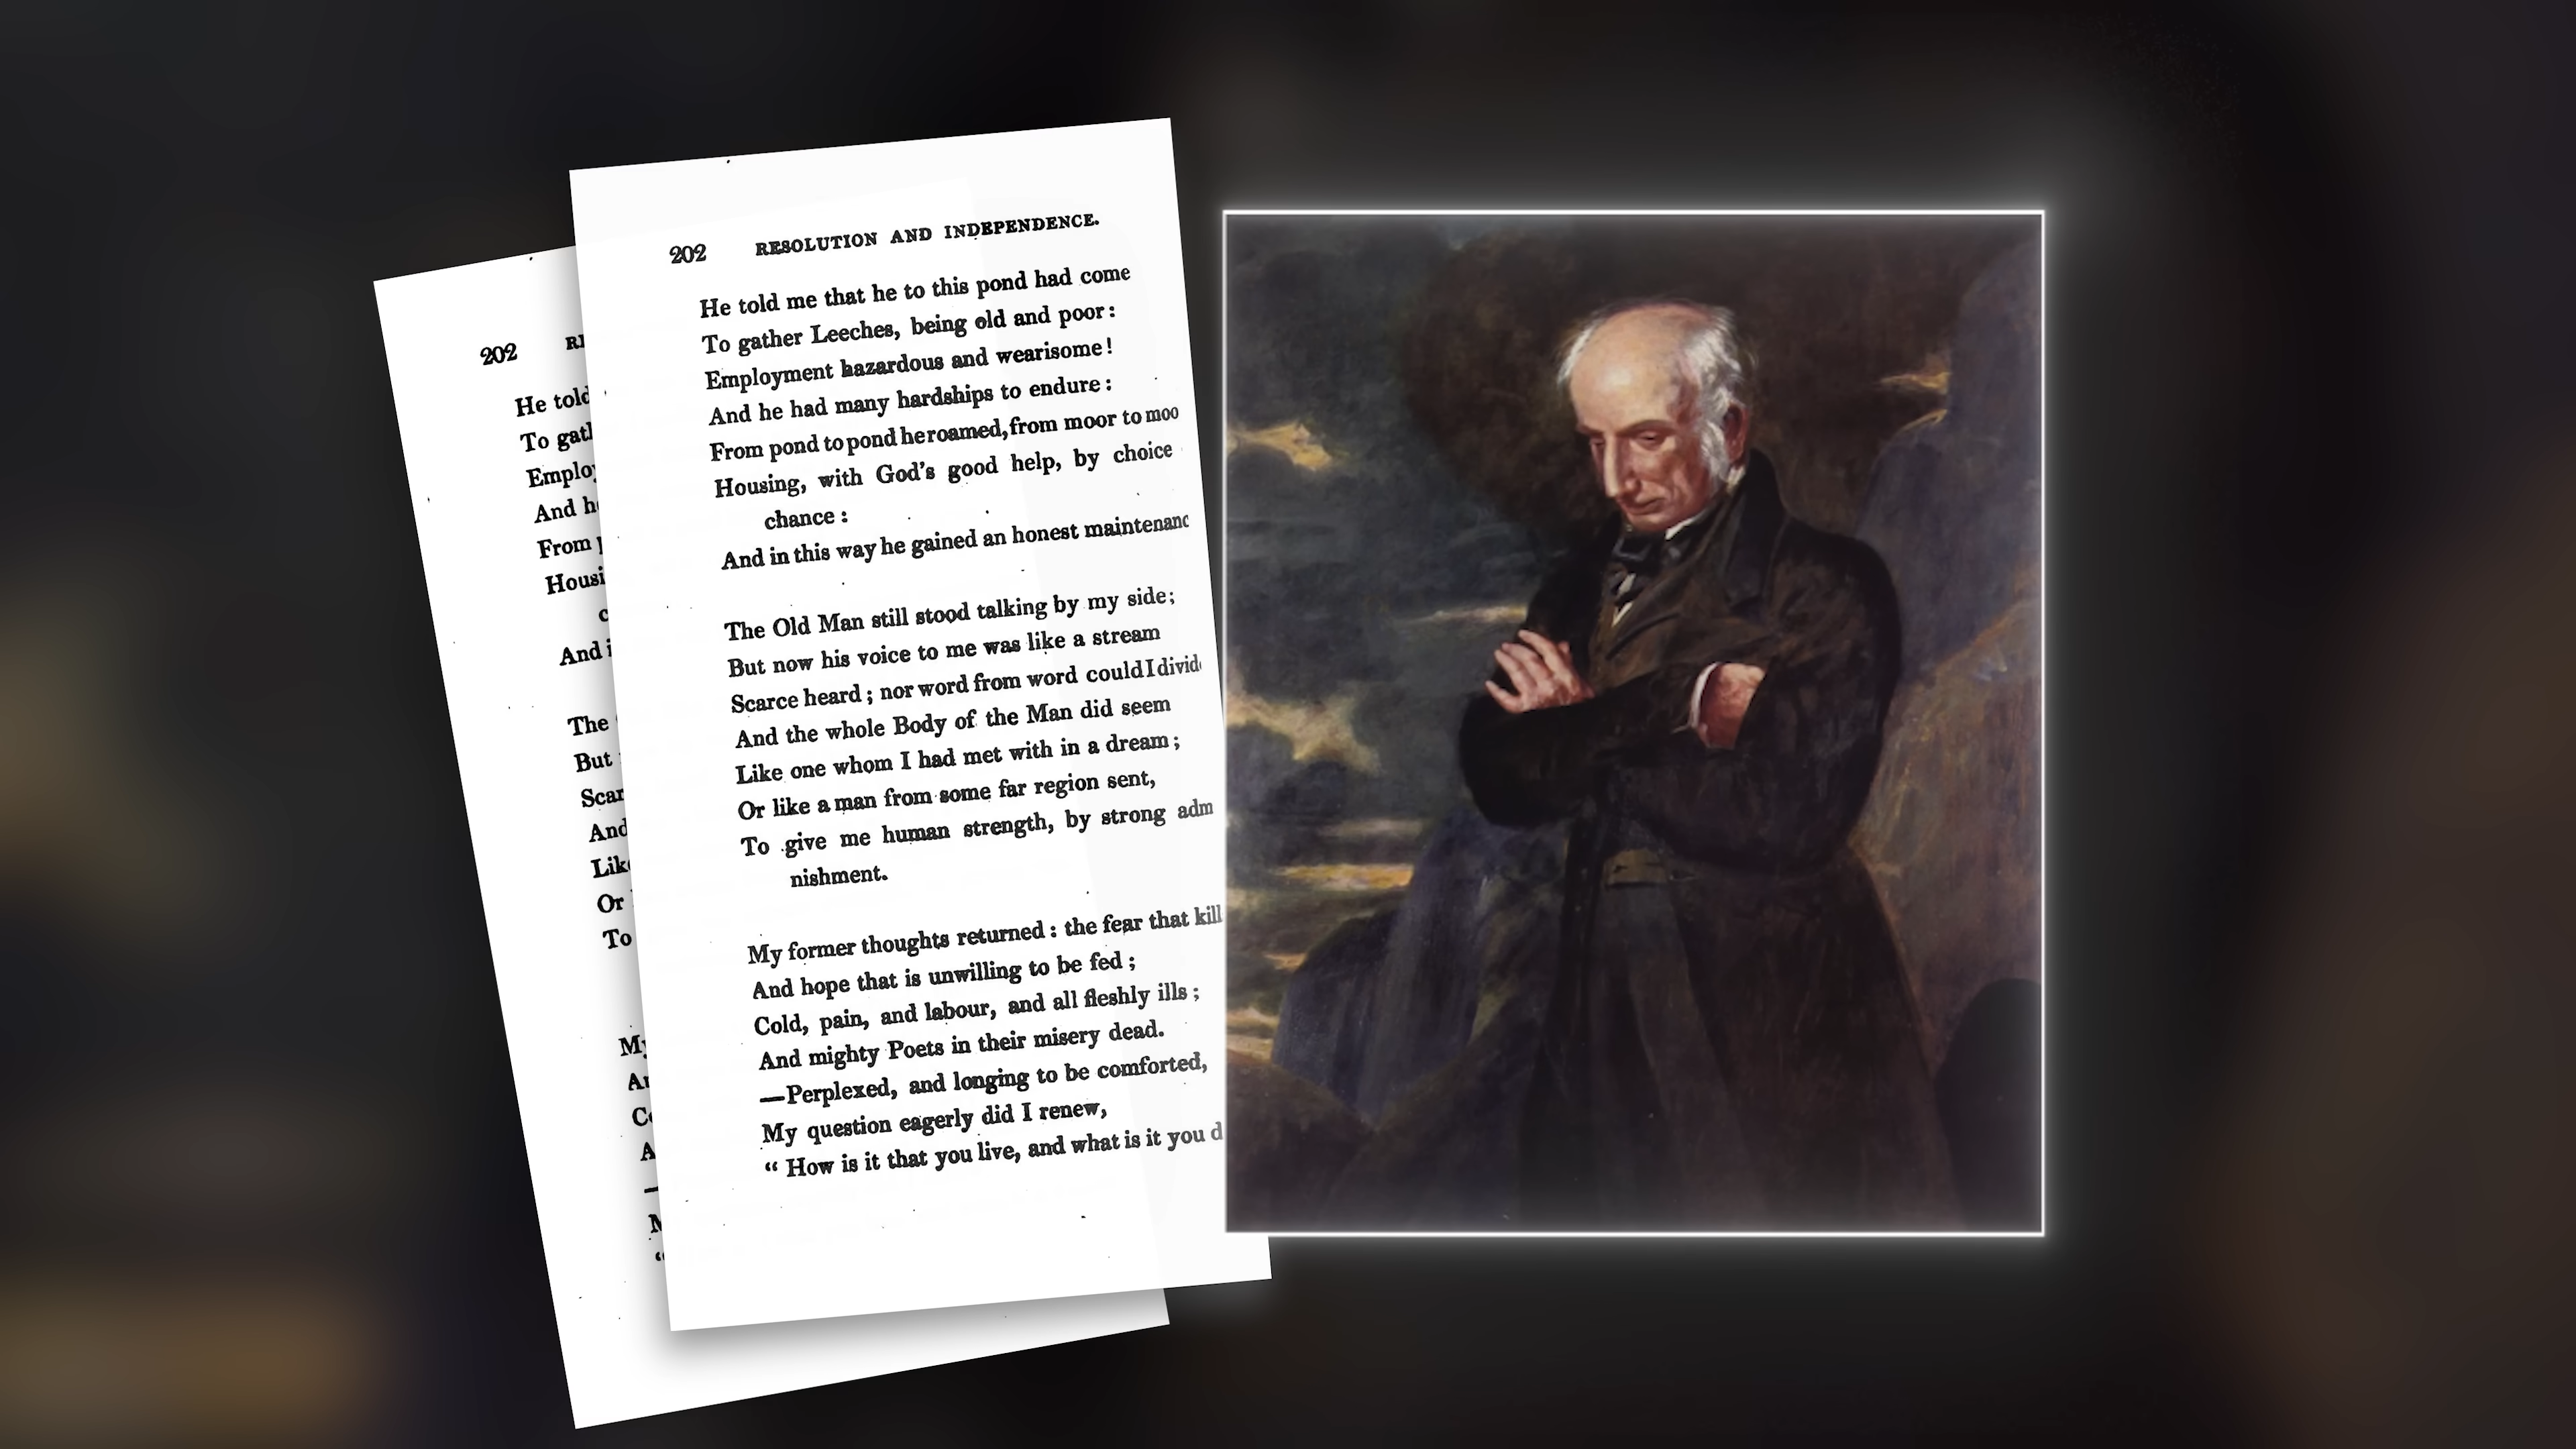 202 RE
He told
To gath
Employ
And he
From p
Housi
c
And i
The
But
Scar
And
Like
Or
To
My
An
Co
A
—
M
“
202 RESOLUTION AND INDEPENDENCE.
He told me that he to this pond had come
To gather Leeches, being old and poor:
Employment hazardous and wearisome!
And he had many hardships to endure:
From pond to pond he roamed, from moor to moo
Housing, with God's good help, by choice
chance:
And in this way he gained an honest maintenanc
The Old Man still stood talking by my side;
But now his voice to me was like a stream
Scarce heard; nor word from word could I divid
And the whole Body of the Man did seem
Like one whom I had met with in a dream;
Or like a man from some far region sent,
To give me human strength, by strong adm
nishment.
My former thoughts returned: the fear that kill
And hope that is unwilling to be fed;
Cold, pain, and labour, and all fleshly ills;
And mighty Poets in their misery dead.
—Perplexed, and longing to be comforted,
My question eagerly did I renew,
“ How is it that you live, and what is it you d